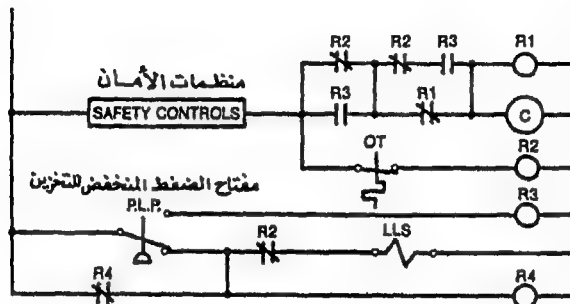 R1
R2 R2 R3
منظمات الأمان
SAFETY CONTROLS
R3 R1
C
OT
R2
مفتاح الضغط المنخفض للتخزين
P.L.P.
R3
R2 LLS
R4 R4